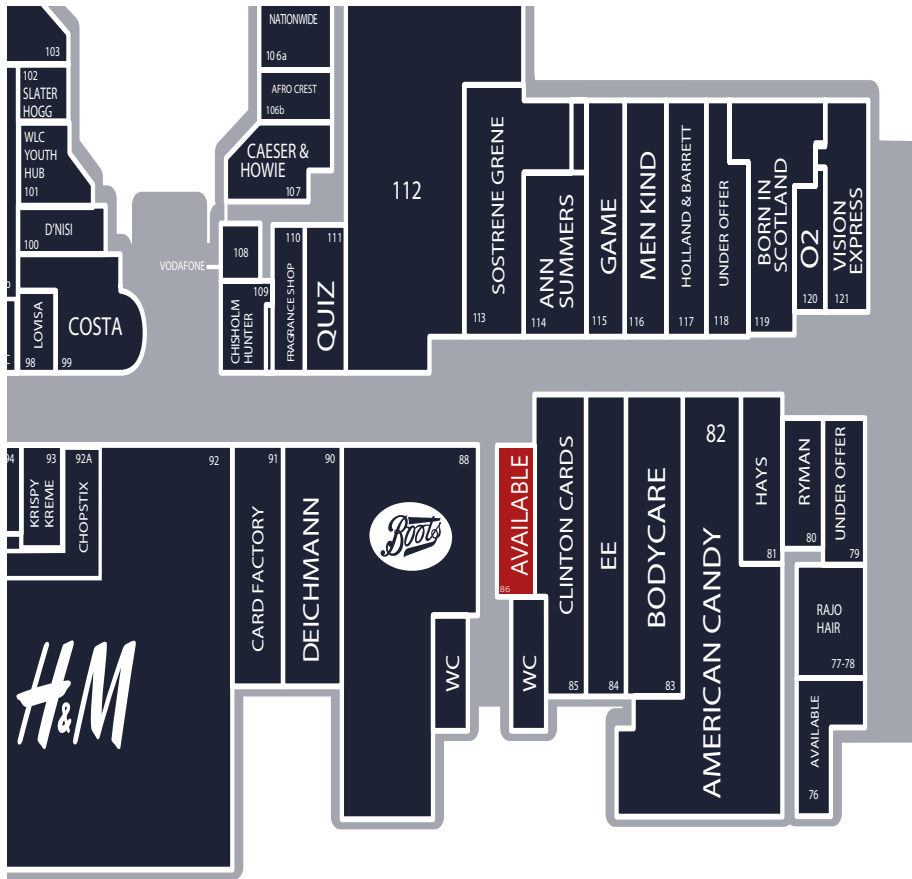 103
102
SLATER
HOGG
WLC
YOUTH
HUB
101
D'NISI
100
LOVISA
98
COSTA
99
NATIONWIDE
106a
AFRO CREST
106b
CAESER &
HOWIE
107
VODAFONE
108
109
CHISHOLM
HUNTER
110
FRAGRANCE SHOP
111
QUIZ
112
SOSTRENE GRENE
113
ANN
SUMMERS
114
GAME
115
MEN KIND
116
HOLLAND & BARRETT
117
UNDER OFFER
118
BORN IN
SCOTLAND
119
O2
120
VISION
EXPRESS
121
94
93
KRISPY
KREME
92A
CHOPSTIX
92
H&M
91
CARD FACTORY
90
DEICHMANN
88
Boots
WC
AVAILABLE
86
WC
CLINTON CARDS
85
EE
84
BODYCARE
83
82
AMERICAN CANDY
HAYS
81
RYMAN
80
UNDER OFFER
79
RAJO
HAIR
77-78
AVAILABLE
76